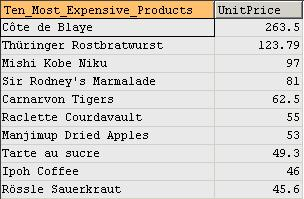 Ten_Most_Expensive_Products UnitPrice
Côte de Blaye 263.5
Thüringer Rostbratwurst 123.79
Mishi Kobe Niku 97
Sir Rodney's Marmalade 81
Carnarvon Tigers 62.5
Raclette Courdavault 55
Manjimup Dried Apples 53
Tarte au sucre 49.3
Ipoh Coffee 46
Rössle Sauerkraut 45.6